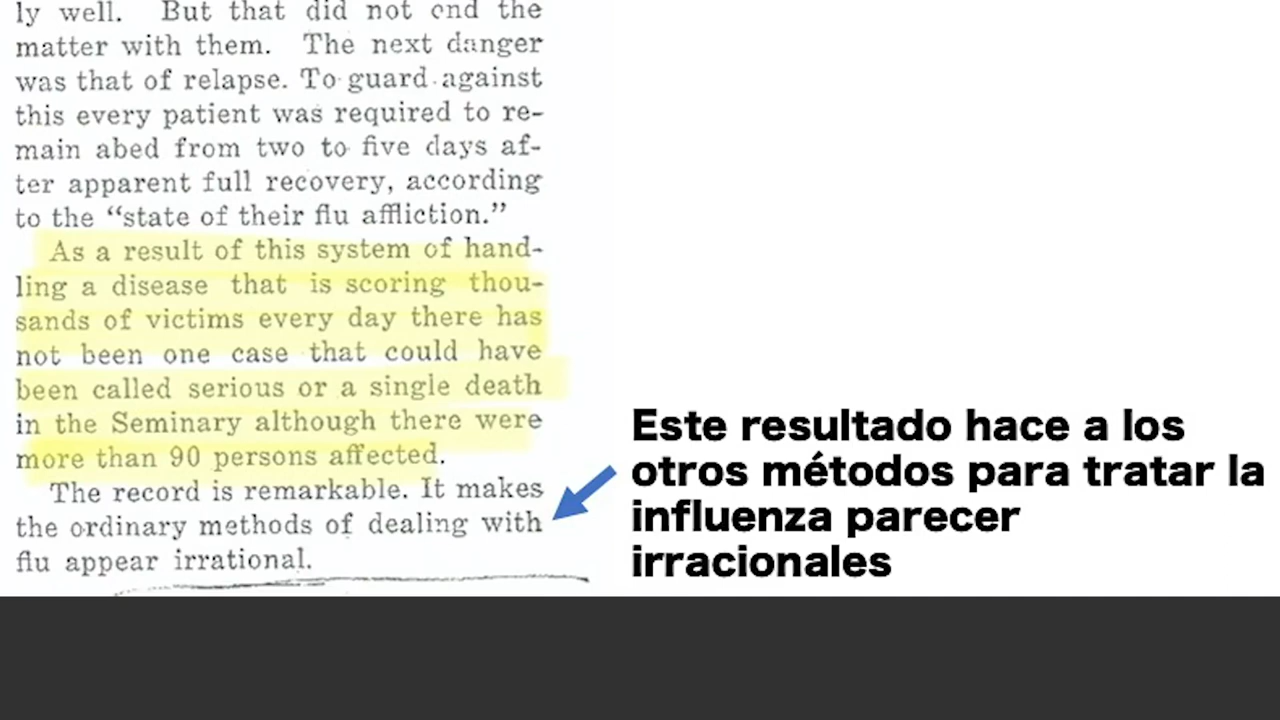 ly well. But that did not end the
matter with them. The next danger
was that of relapse. To guard against
this every patient was required to re-
main abed from two to five days af-
ter apparent full recovery, according
to the “state of their flu affliction.”
As a result of this system of hand-
ling a disease that is scoring thou-
sands of victims every day there has
not been one case that could have
been called serious or a single death
in the Seminary although there were
more than 90 persons affected.
The record is remarkable. It makes
the ordinary methods of dealing with
flu appear irrational.
Este resultado hace a los
otros métodos para tratar la
influenza parecer
irracionales